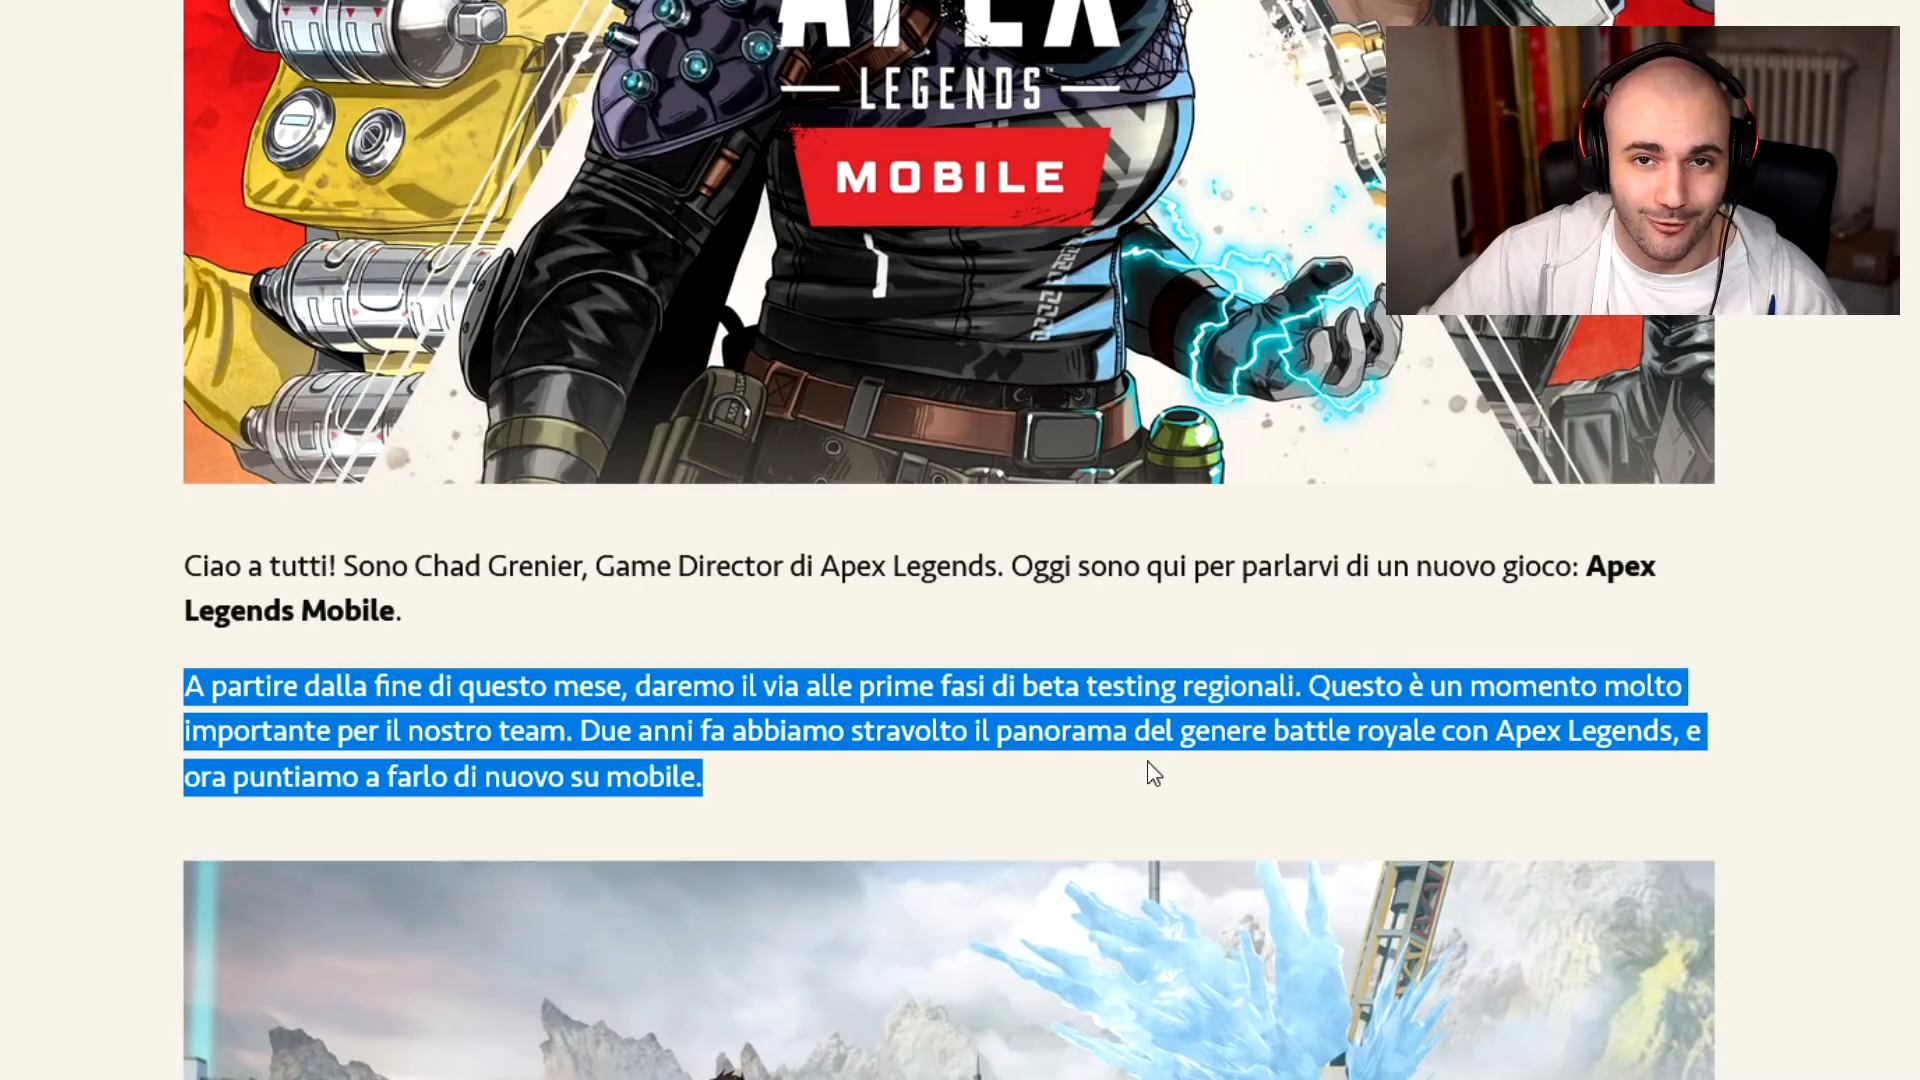 APEX
LEGENDS™
MOBILE
Ciao a tutti! Sono Chad Grenier, Game Director di Apex Legends. Oggi sono qui per parlarvi di un nuovo gioco: Apex
Legends Mobile.
A partire dalla fine di questo mese, daremo il via alle prime fasi di beta testing regionali. Questo è un momento molto
importante per il nostro team. Due anni fa abbiamo stravolto il panorama del genere battle royale con Apex Legends, e
ora puntiamo a farlo di nuovo su mobile.